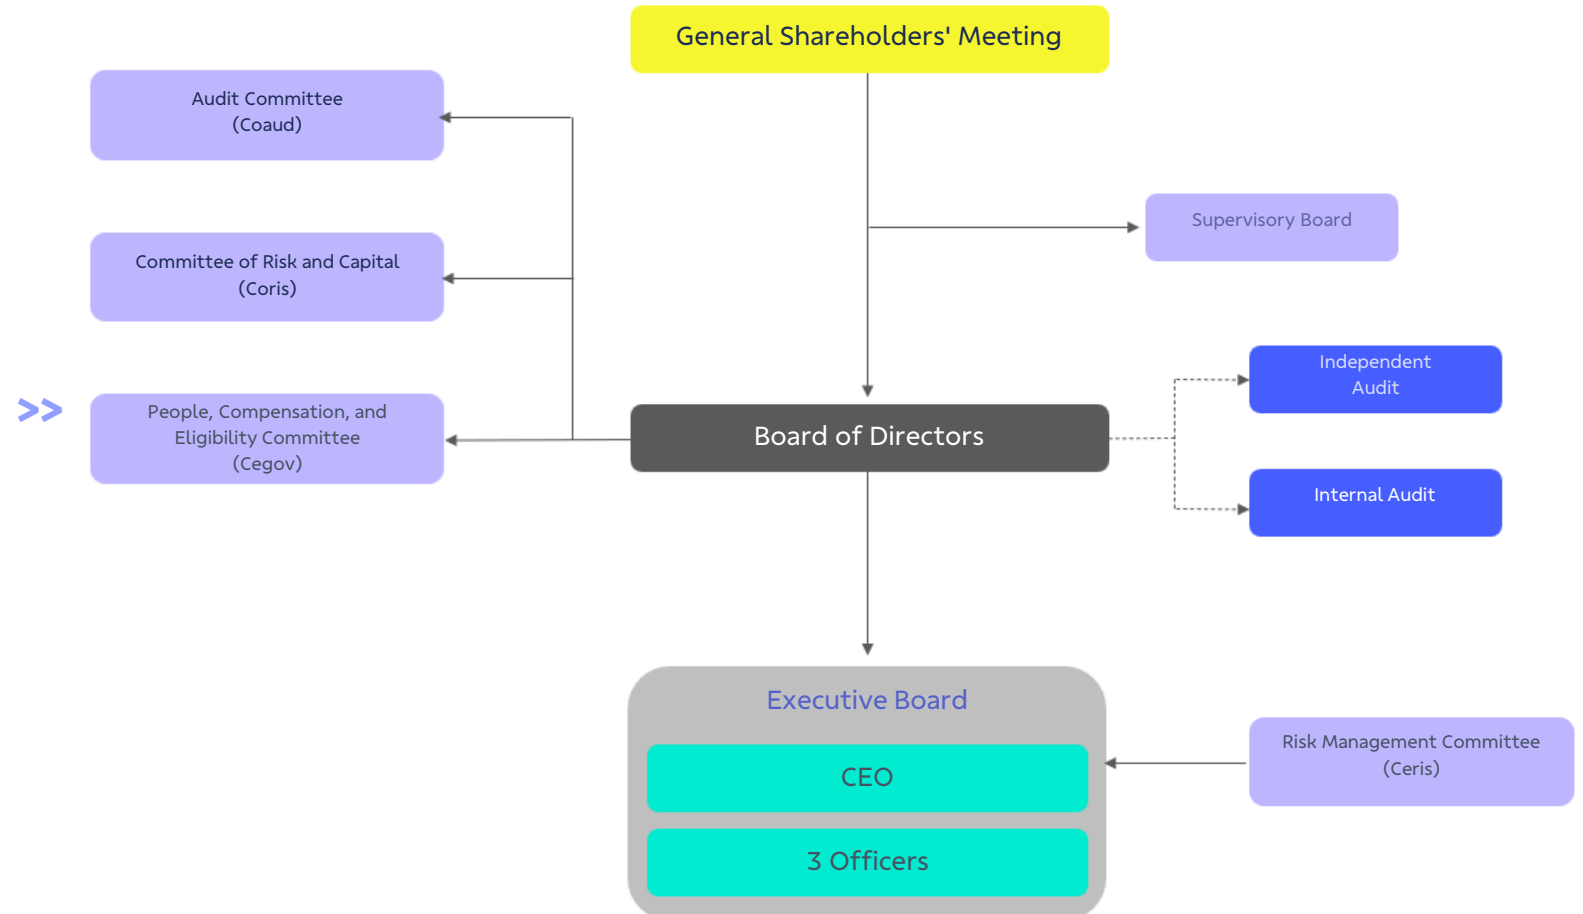 General Shareholders' Meeting
Audit Committee
(Coaud)
Supervisory Board
Committee of Risk and Capital
(Coris)
Independent
Audit
>>
People, Compensation, and
Eligibility Committee
(Cegov)
Board of Directors
Internal Audit
Executive Board
CEO
3 Officers
Risk Management Committee
(Ceris)